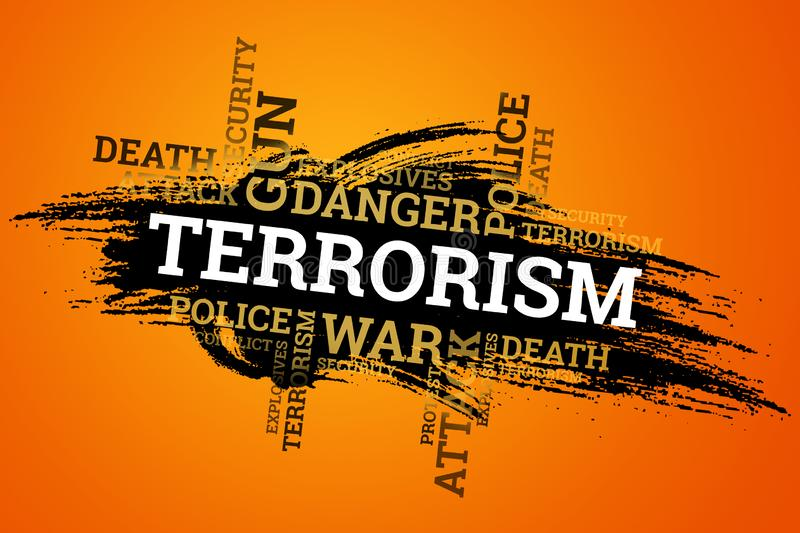 SECURITY
GUN
POLICE
DEATH
DEATH
EXPLOSIVES
ATTACK
DANGER
SECURITY
TERRORISM
TERRORISM
POLICE
WAR
CONFLICT
DEATH
SECURITY
TERRORISM
EXPLOSIVES
TERRORISM
PROTEST
ATTACK